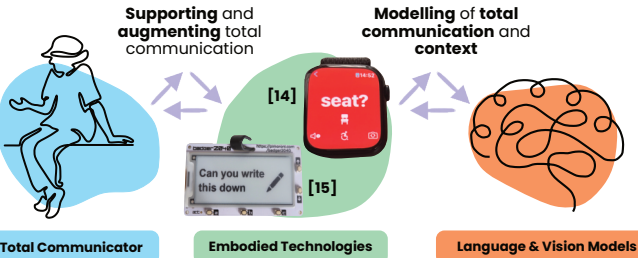 Supporting and
augmenting total
communication
Modelling of total
communication and
context
[14]
14:52
seat?
badger2040
Can you write
this down
[15]
a
b
c
Total Communicator
Embodied Technologies
Language & Vision Models